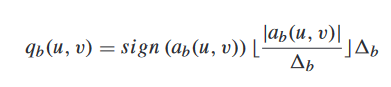 q_b(u, v) = sign (a_b(u, v)) ⌊ |a_b(u, v)| / Δ_b ⌋ Δ_b